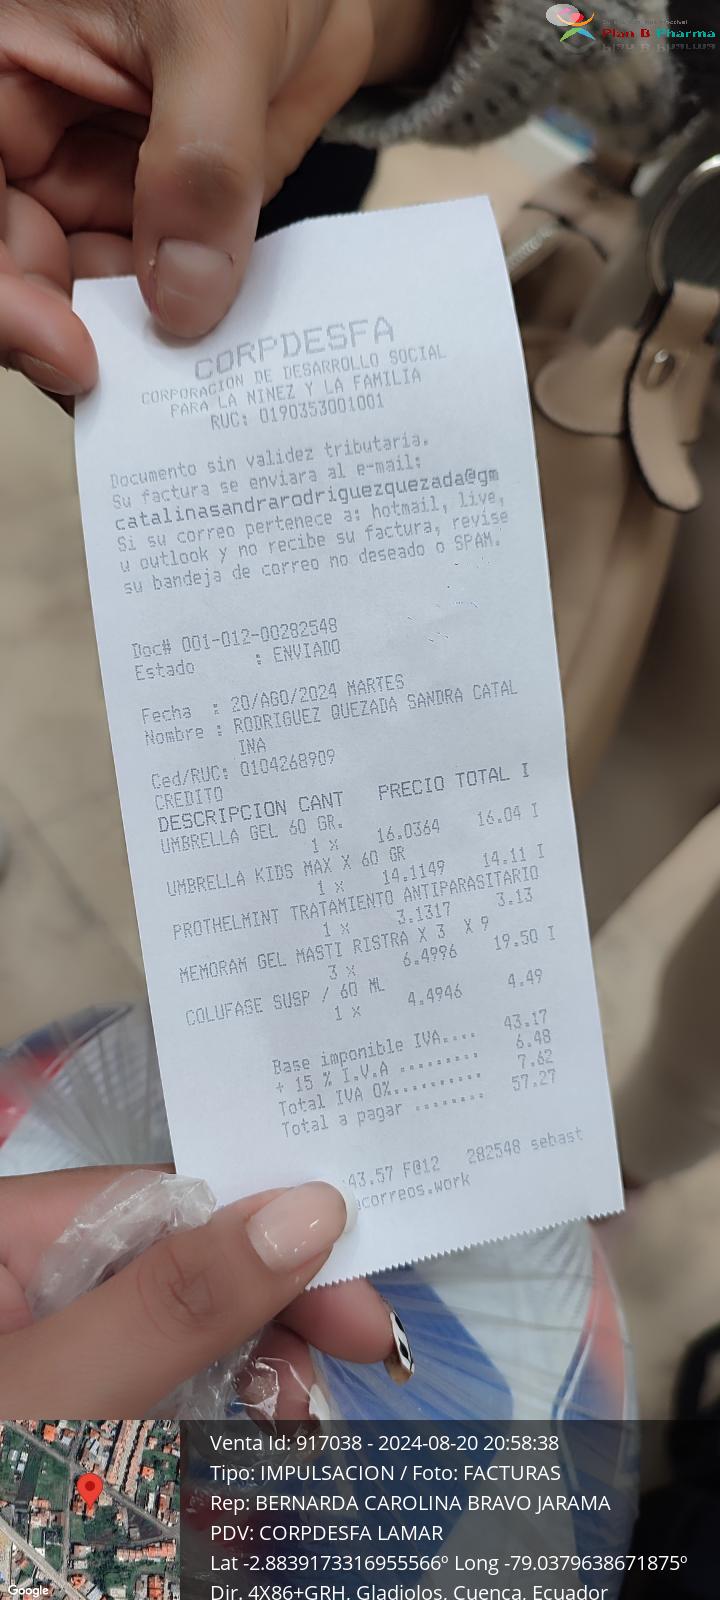 Plan B Pharma
CORPDESFA
CORPORACION DE DESARROLLO SOCIAL
PARA LA NINEZ Y LA FAMILIA
RUC: 0190353001001
Documento sin validez tributaria.
Su factura se enviara al e-mail:
catalinasandrarodriguezquezada@gm
Si su correo pertenece a: hotmail, live,
u outlook y no recibe su factura, revise
su bandeja de correo no deseado o SPAM.
Doc# 001-012-00282548
Estado : ENVIADO
Fecha : 20/AGO/2024 MARTES
Nombre : RODRIGUEZ QUEZADA SANDRA CATAL
INA
Ced/RUC: 0104268909
CREDITO
DESCRIPCION CANT PRECIO TOTAL I
UMBRELLA GEL 60 GR.
1 x 16.0364 16.04 I
UMBRELLA KIDS MAX X 60 GR
1 x 14.1149 14.11 I
PROTHELMINT TRATAMIENTO ANTIPARASITARIO
1 x 3.1317 3.13
MEMORAM GEL MASTI RISTRA X 3 X 9
3 x 6.4996 19.50 I
COLUFASE SUSP / 60 ML
1 x 4.4946 4.49
Base imponible IVA.... 43.17
+ 15 % I.V.A ......... 6.48
Total IVA 0%.......... 7.62
Total a pagar ........ 57.27
:43.57 F@12 282548 sebast
acorreos.work
Venta Id: 917038 - 2024-08-20 20:58:38
Tipo: IMPULSACION / Foto: FACTURAS
Rep: BERNARDA CAROLINA BRAVO JARAMA
PDV: CORPDESFA LAMAR
Lat -2.8839173316955566º Long -79.0379638671875º
Dir. 4X86+GRH, Gladiolos, Cuenca, Ecuador
Google